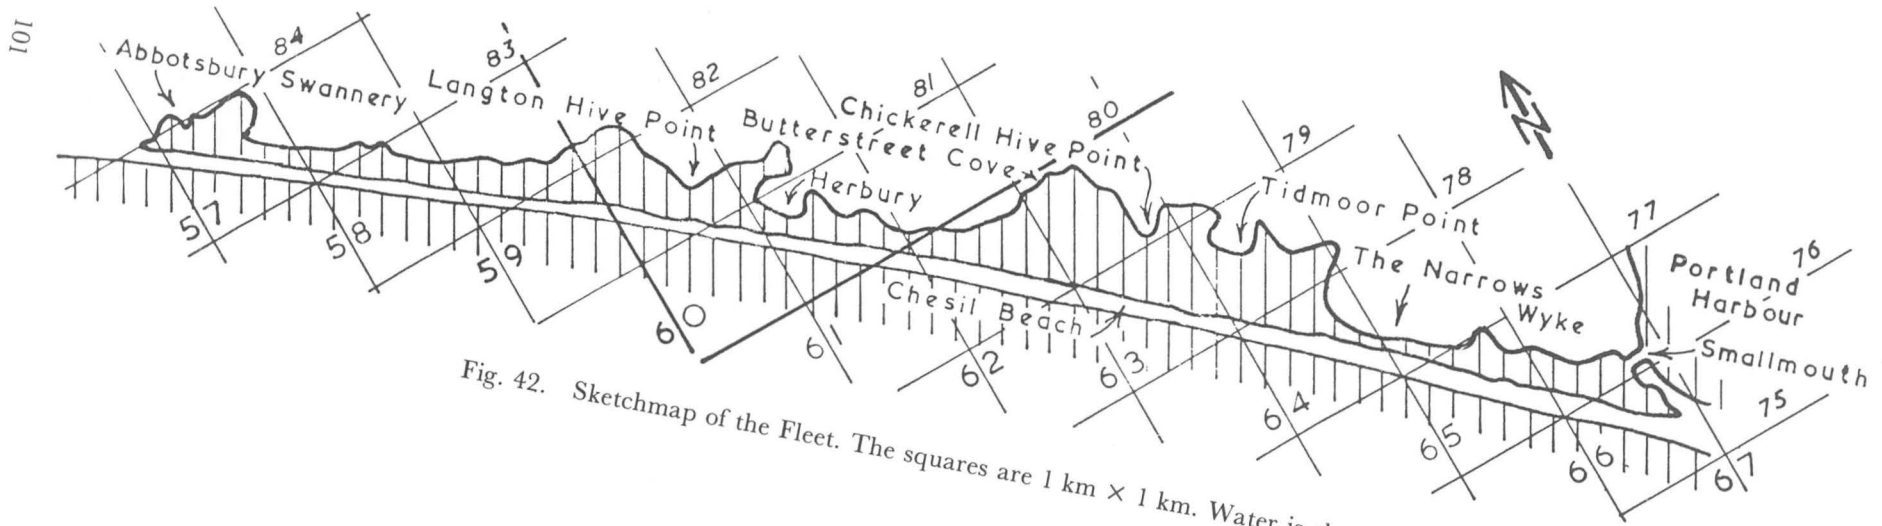 101
Abbotsbury Swannery
84
Langton Hive Point
83
82
Butterstreet Cove
Chickerell Hive Point
81
80
Herbury
79
Tidmoor Point
78
The Narrows
77
Wyke
Portland
Harbour
76
Smallmouth
75
Chesil Beach
N
57
58
59
60
61
62
63
64
65
66
67
Fig. 42. Sketchmap of the Fleet. The squares are 1 km × 1 km. Water is